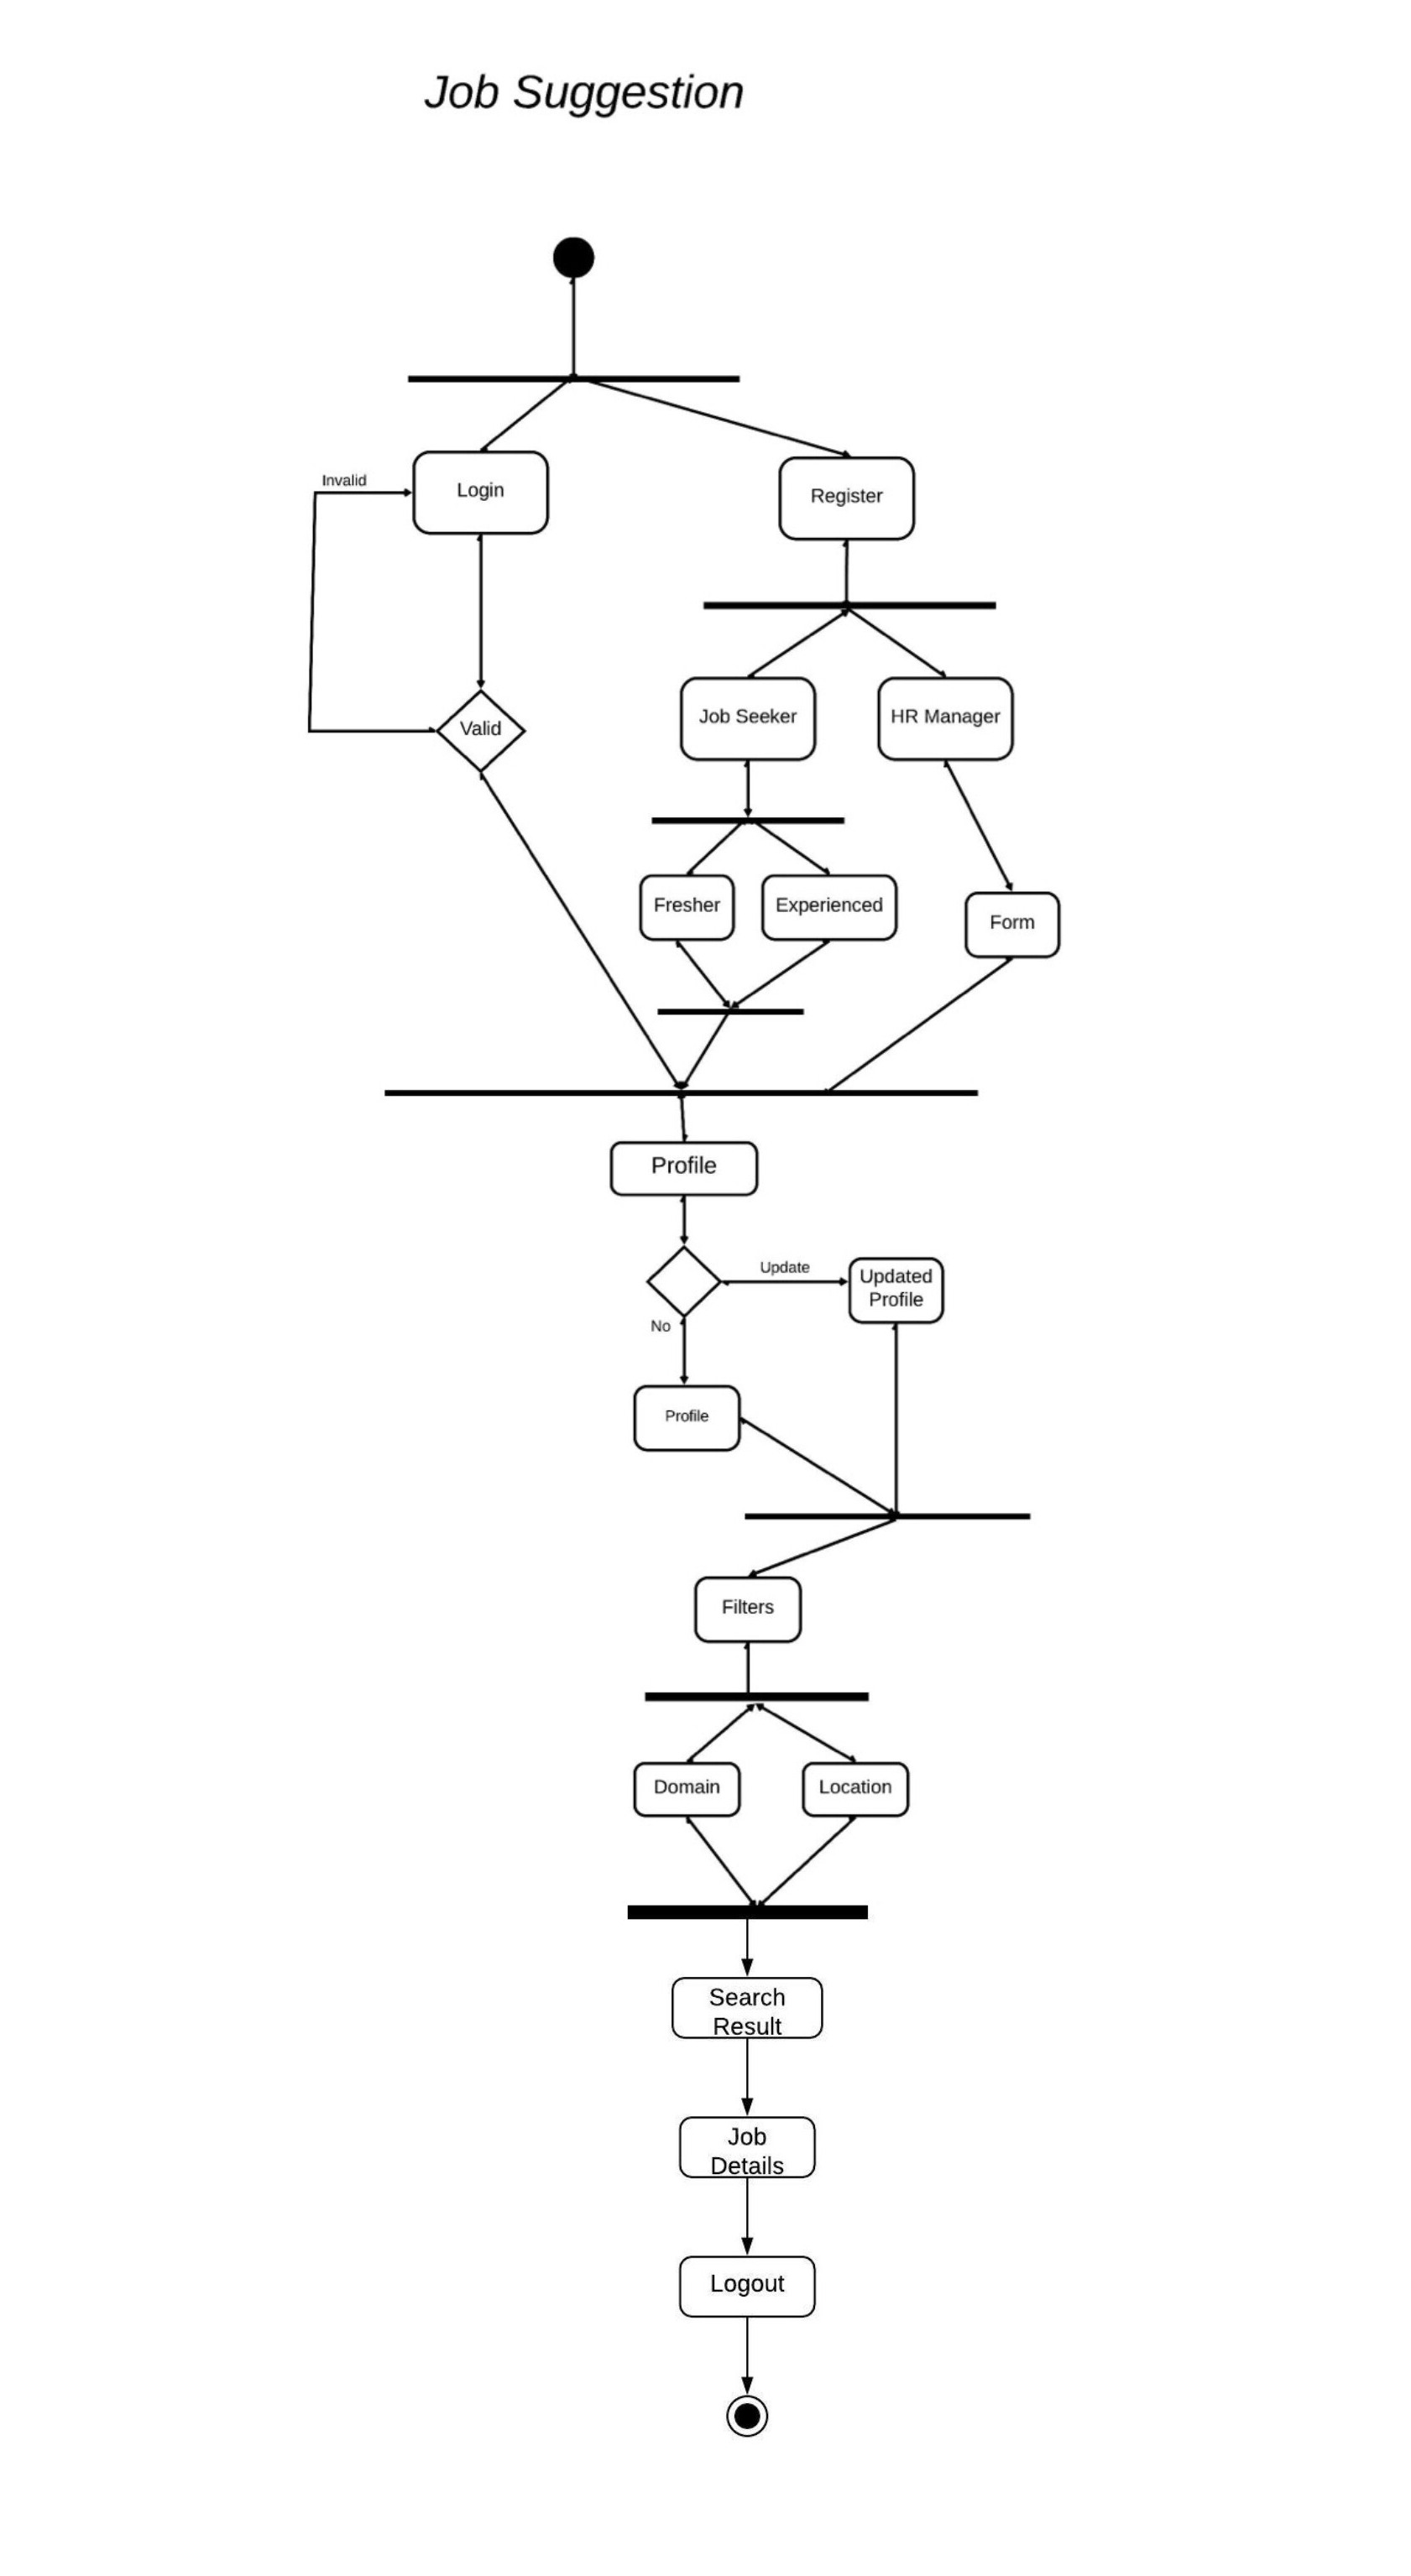 Job Suggestion
Login
Invalid
Register
Valid
Job Seeker
HR Manager
Fresher
Experienced
Form
Profile
Update
Updated
Profile
No
Profile
Filters
Domain
Location
Search
Result
Job
Details
Logout